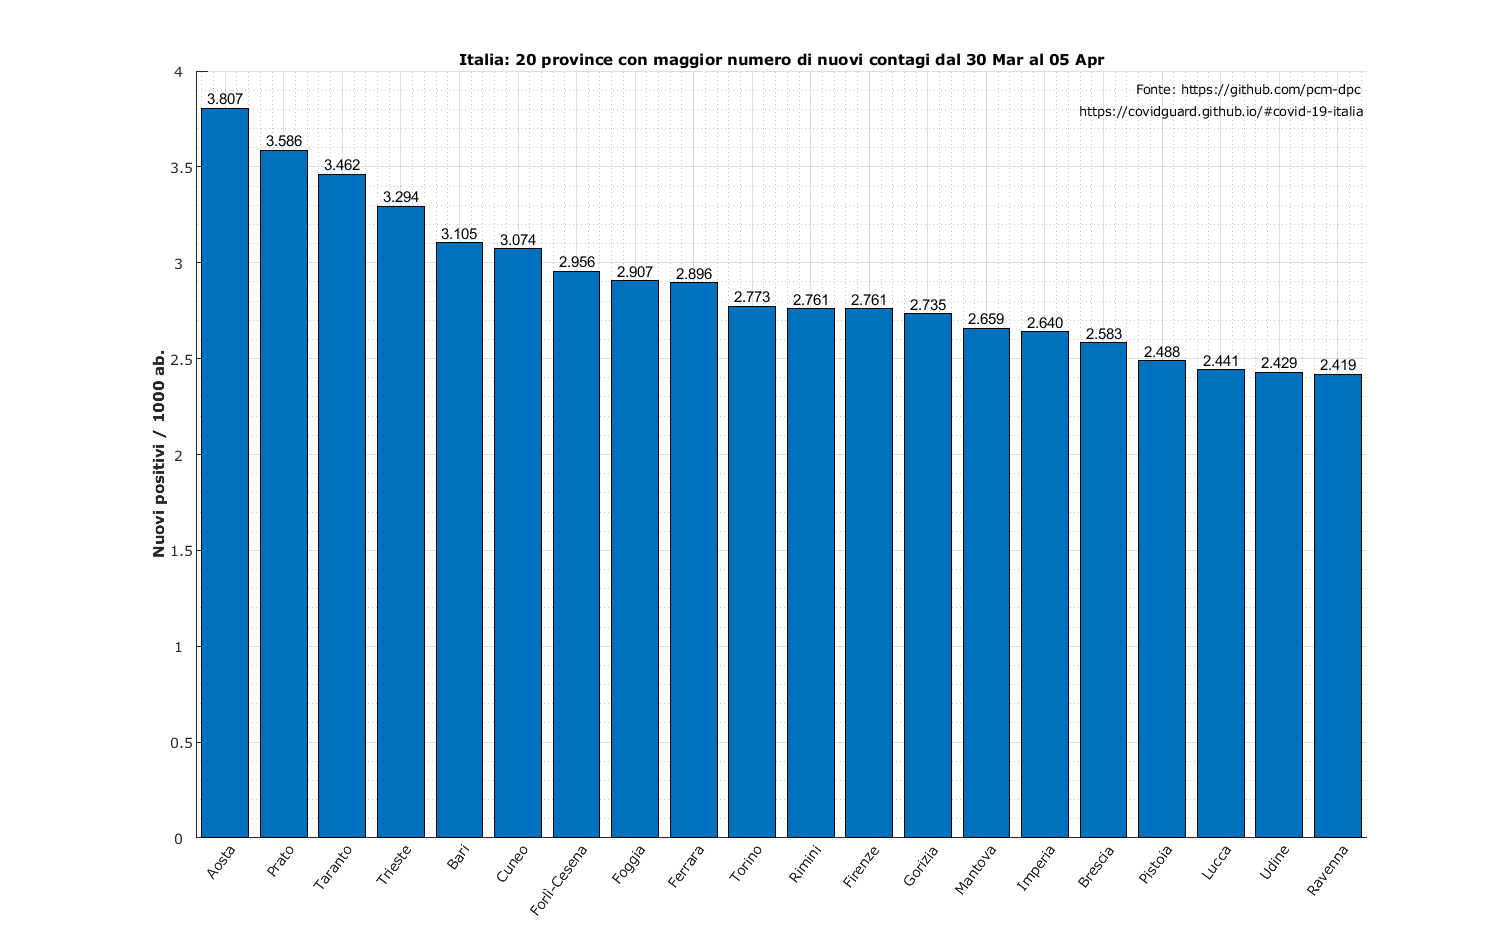 Italia: 20 province con maggior numero di nuovi contagi dal 30 Mar al 05 Apr
Fonte: https://github.com/pcm-dpc
https://covidguard.github.io/#covid-19-italia
Nuovi positivi / 1000 ab.
4
3.5
3
2.5
2
1.5
1
0.5
0
3.807
3.586
3.462
3.294
3.105
3.074
2.956
2.907
2.896
2.773
2.761
2.761
2.735
2.659
2.640
2.583
2.488
2.441
2.429
2.419
Aosta
Prato
Taranto
Trieste
Bari
Cuneo
Forlì-Cesena
Foggia
Ferrara
Torino
Rimini
Firenze
Gorizia
Mantova
Imperia
Brescia
Pistoia
Lucca
Udine
Ravenna